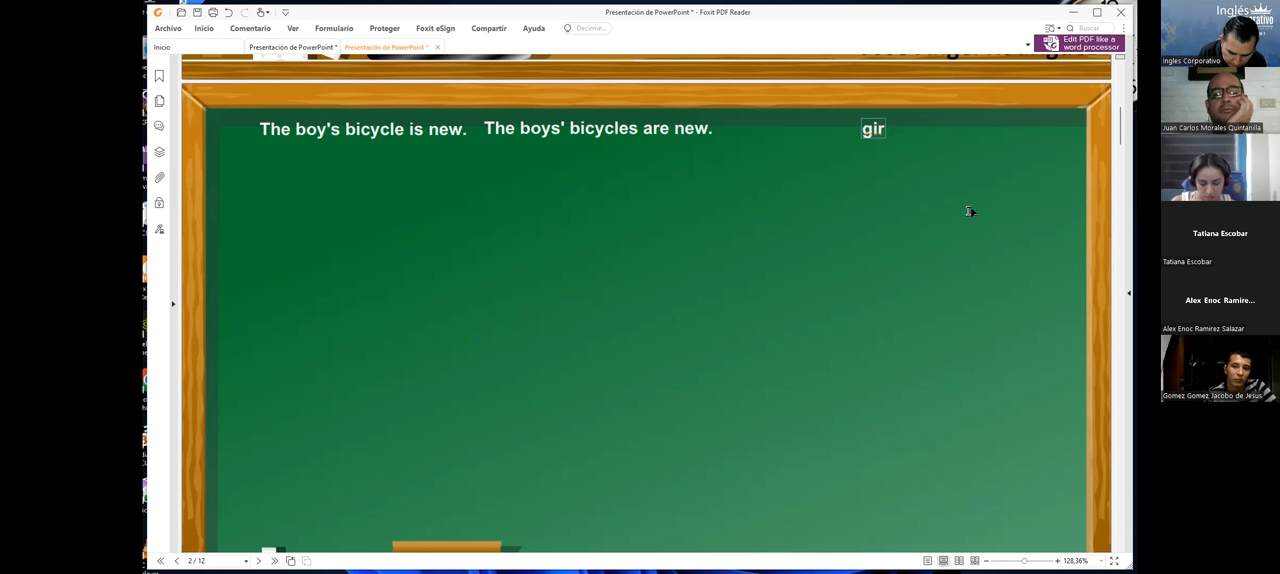 Presentación de PowerPoint * - Foxit PDF Reader
Archivo Inicio Comentario Ver Formulario Proteger Foxit eSign Compartir Ayuda Decirme... Buscar
Inicio Presentación de PowerPoint * Presentación de PowerPoint *
Edit PDF like a
word processor
The boy's bicycle is new. The boys' bicycles are new. gir
2 / 12
128,36%
Inglés
Ingles Corporativo
Juan Carlos Morales Quintanilla
Tatiana Escobar
Tatiana Escobar
Alex Enoc Ramire...
Alex Enoc Ramirez Salazar
Gomez Gomez Jacobo de Jesus